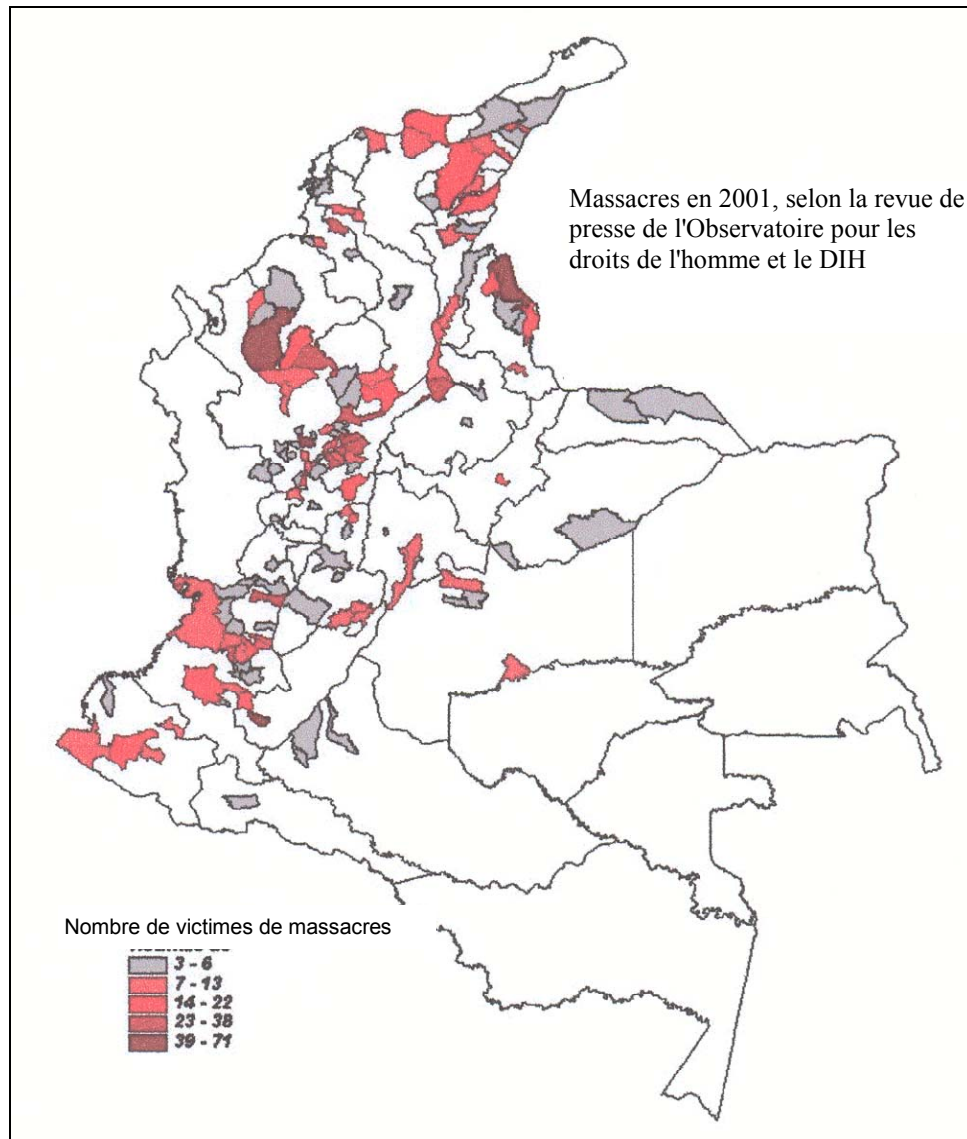 Massacres en 2001, selon la revue de
presse de l'Observatoire pour les
droits de l'homme et le DIH
Nombre de victimes de massacres
3 - 6
7 - 13
14 - 22
23 - 38
39 - 71